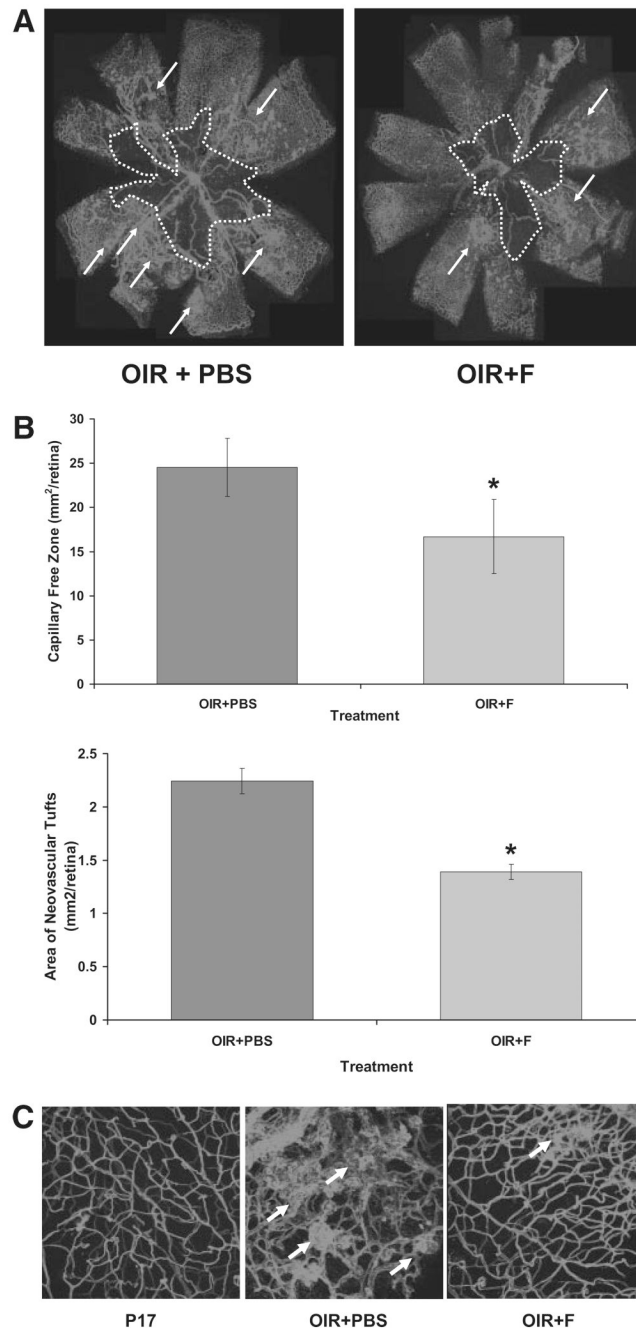 A
OIR + PBS
OIR+F
B
Capillary Free Zone (mm²/retina)
30
25
20
15
10
5
0
*
OIR+PBS
OIR+F
Treatment
Area of Neovascular Tufts
(mm2/retina)
2.5
2
1.5
1
0.5
0
*
OIR+PBS
OIR+F
Treatment
C
P17
OIR+PBS
OIR+F